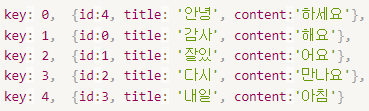 key: 0, {id:4, title: '안녕', content:'하세요'},
key: 1, {id:0, title: '감사', content:'해요'},
key: 2, {id:1, title: '잘있', content:'어요'},
key: 3, {id:2, title: '다시', content:'만나요'},
key: 4, {id:3, title: '내일', content:'아침'}